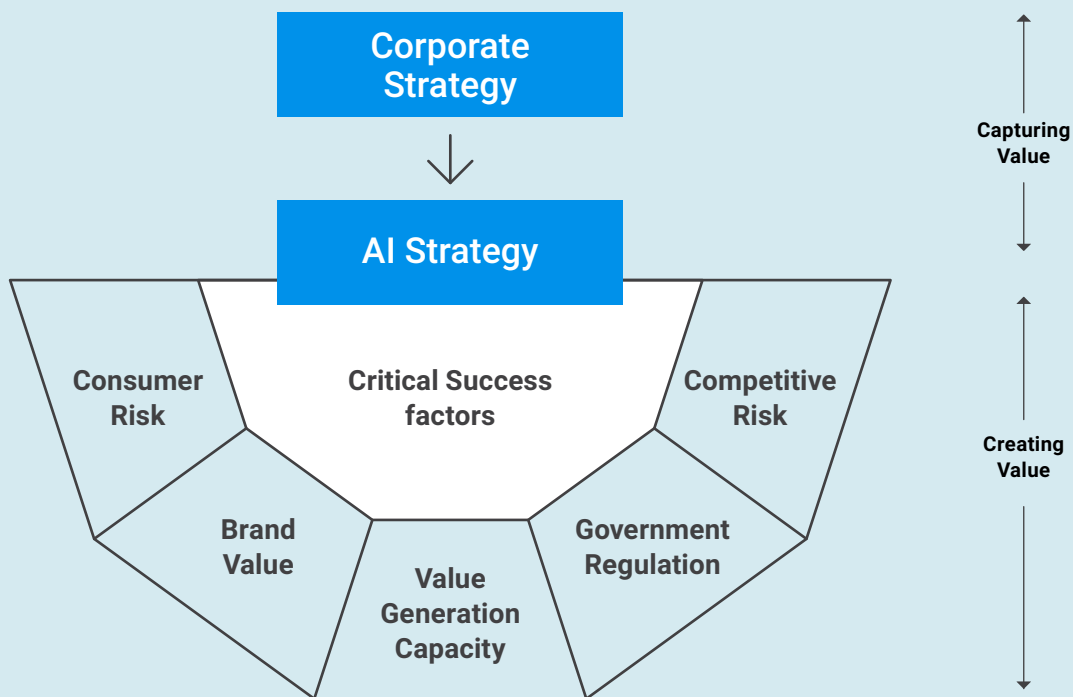 Corporate
Strategy
Capturing
Value
AI Strategy
Consumer
Risk
Critical Success
factors
Competitive
Risk
Creating
Value
Brand
Value
Government
Regulation
Value
Generation
Capacity